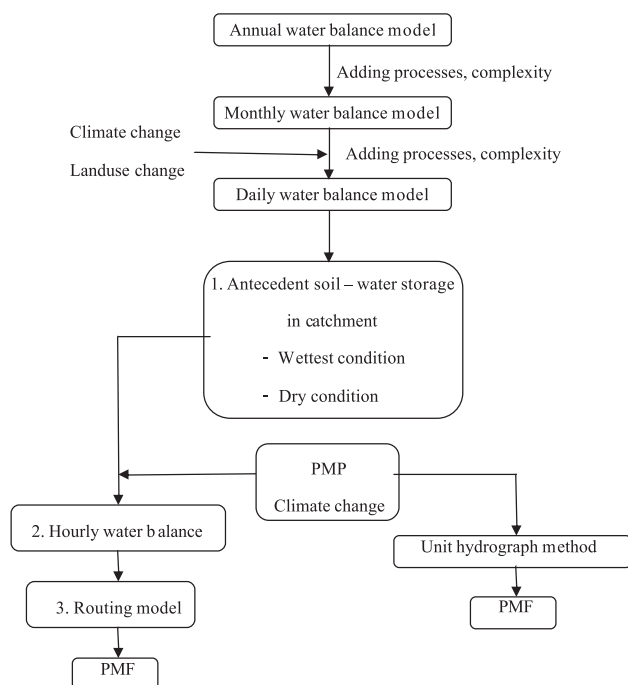 Annual water balance model
Adding processes, complexity
Monthly water balance model
Climate change
Landuse change
Adding processes, complexity
Daily water balance model
1. Antecedent soil – water storage
in catchment
- Wettest condition
- Dry condition
PMP
Climate change
2. Hourly water balance
Unit hydrograph method
3. Routing model
PMF
PMF